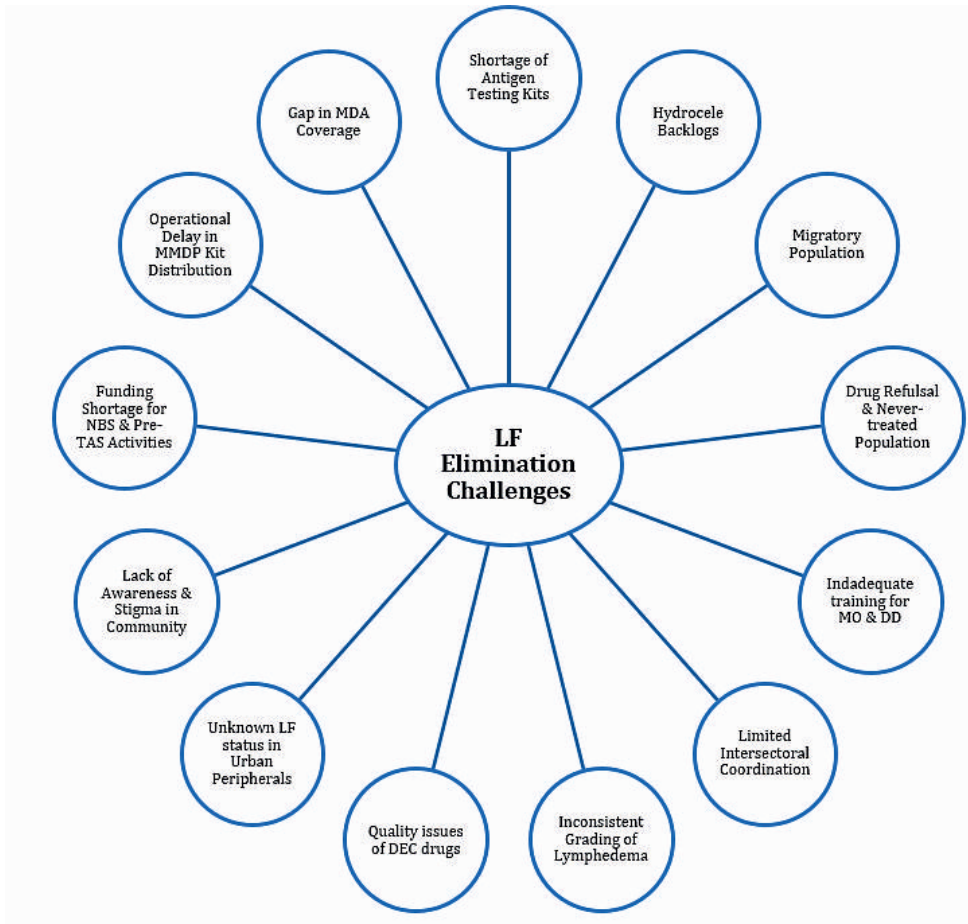 Shortage of
Antigen
Testing Kits
Hydrocele
Backlogs
Migratory
Population
Drug Refulsal
& Never-
treated
Population
Indadequate
training for
MO & DD
Limited
Intersectoral
Coordination
Inconsistent
Grading of
Lymphedema
Quality issues
of DEC drugs
Unknown LF
status in
Urban
Peripherals
Lack of
Awareness &
Stigma in
Community
Funding
Shortage for
NBS & Pre-
TAS Activities
Operational
Delay in
MMDP Kit
Distribution
Gap in MDA
Coverage
LF
Elimination
Challenges